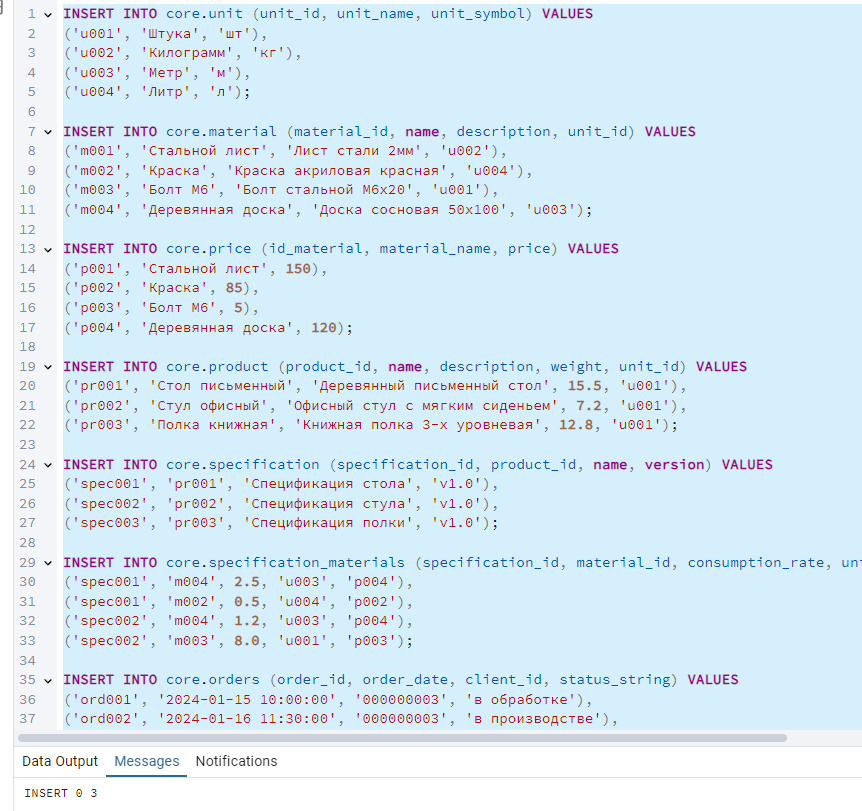 1 INSERT INTO core.unit (unit_id, unit_name, unit_symbol) VALUES
2 ('u001', 'Штука', 'шт'),
3 ('u002', 'Килограмм', 'кг'),
4 ('u003', 'Метр', 'м'),
5 ('u004', 'Литр', 'л');
6
7 INSERT INTO core.material (material_id, name, description, unit_id) VALUES
8 ('m001', 'Стальной лист', 'Лист стали 2мм', 'u002'),
9 ('m002', 'Краска', 'Краска акриловая красная', 'u004'),
10 ('m003', 'Болт М6', 'Болт стальной М6х20', 'u001'),
11 ('m004', 'Деревянная доска', 'Доска сосновая 50х100', 'u003');
12
13 INSERT INTO core.price (id_material, material_name, price) VALUES
14 ('p001', 'Стальной лист', 150),
15 ('p002', 'Краска', 85),
16 ('p003', 'Болт М6', 5),
17 ('p004', 'Деревянная доска', 120);
18
19 INSERT INTO core.product (product_id, name, description, weight, unit_id) VALUES
20 ('pr001', 'Стол письменный', 'Деревянный письменный стол', 15.5, 'u001'),
21 ('pr002', 'Стул офисный', 'Офисный стул с мягким сиденьем', 7.2, 'u001'),
22 ('pr003', 'Полка книжная', 'Книжная полка 3-х уровневая', 12.8, 'u001');
23
24 INSERT INTO core.specification (specification_id, product_id, name, version) VALUES
25 ('spec001', 'pr001', 'Спецификация стола', 'v1.0'),
26 ('spec002', 'pr002', 'Спецификация стула', 'v1.0'),
27 ('spec003', 'pr003', 'Спецификация полки', 'v1.0');
28
29 INSERT INTO core.specification_materials (specification_id, material_id, consumption_rate,
30 ('spec001', 'm004', 2.5, 'u003', 'p004'),
31 ('spec001', 'm002', 0.5, 'u004', 'p002'),
32 ('spec002', 'm004', 1.2, 'u003', 'p004'),
33 ('spec002', 'm003', 8.0, 'u001', 'p003');
34
35 INSERT INTO core.orders (order_id, order_date, client_id, status_string) VALUES
36 ('ord001', '2024-01-15 10:00:00', '000000003', 'в обработке'),
37 ('ord002', '2024-01-16 11:30:00', '000000003', 'в производстве'),
Data Output Messages Notifications
INSERT 0 3